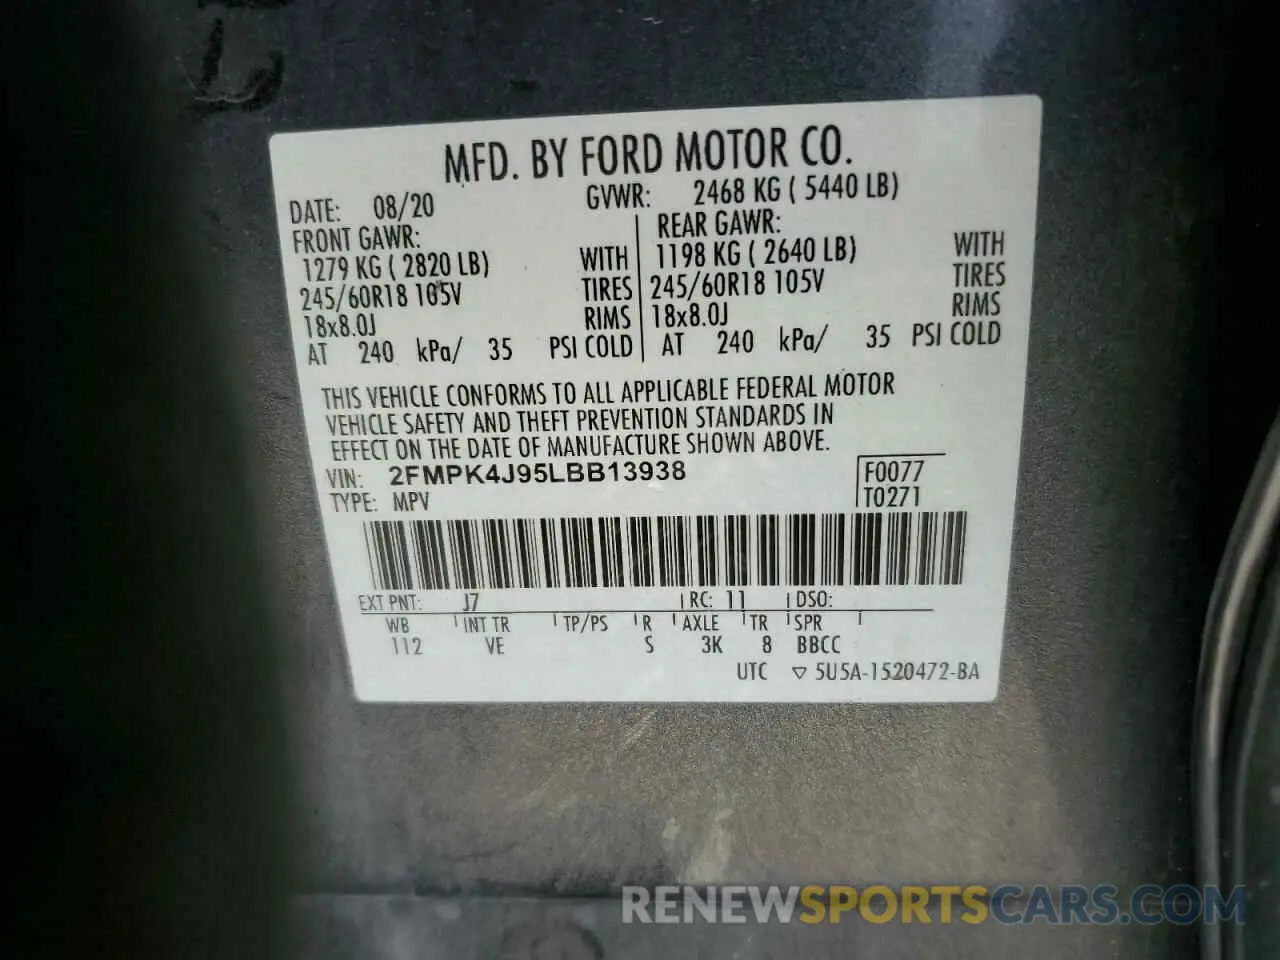 MFD. BY FORD MOTOR CO.
DATE: 08/20 GVWR: 2468 KG ( 5440 LB)
FRONT GAWR: REAR GAWR:
1279 KG ( 2820 LB) WITH 1198 KG ( 2640 LB) WITH
245/60R18 105V TIRES 245/60R18 105V TIRES
18x8.0J RIMS 18x8.0J RIMS
AT 240 kPa/ 35 PSI COLD AT 240 kPa/ 35 PSI COLD
THIS VEHICLE CONFORMS TO ALL APPLICABLE FEDERAL MOTOR
VEHICLE SAFETY AND THEFT PREVENTION STANDARDS IN
EFFECT ON THE DATE OF MANUFACTURE SHOWN ABOVE.
VIN: 2FMPK4J95LBB13938 F0077
TYPE: MPV T0271
EXT PNT: J7 RC: 11 DSO:
WB INT TR TP/PS R AXLE TR SPR
112 VE S 3K 8 BBCC
UTC ▽ 5U5A-1520472-BA
RENEWSPORTSCARS.COM